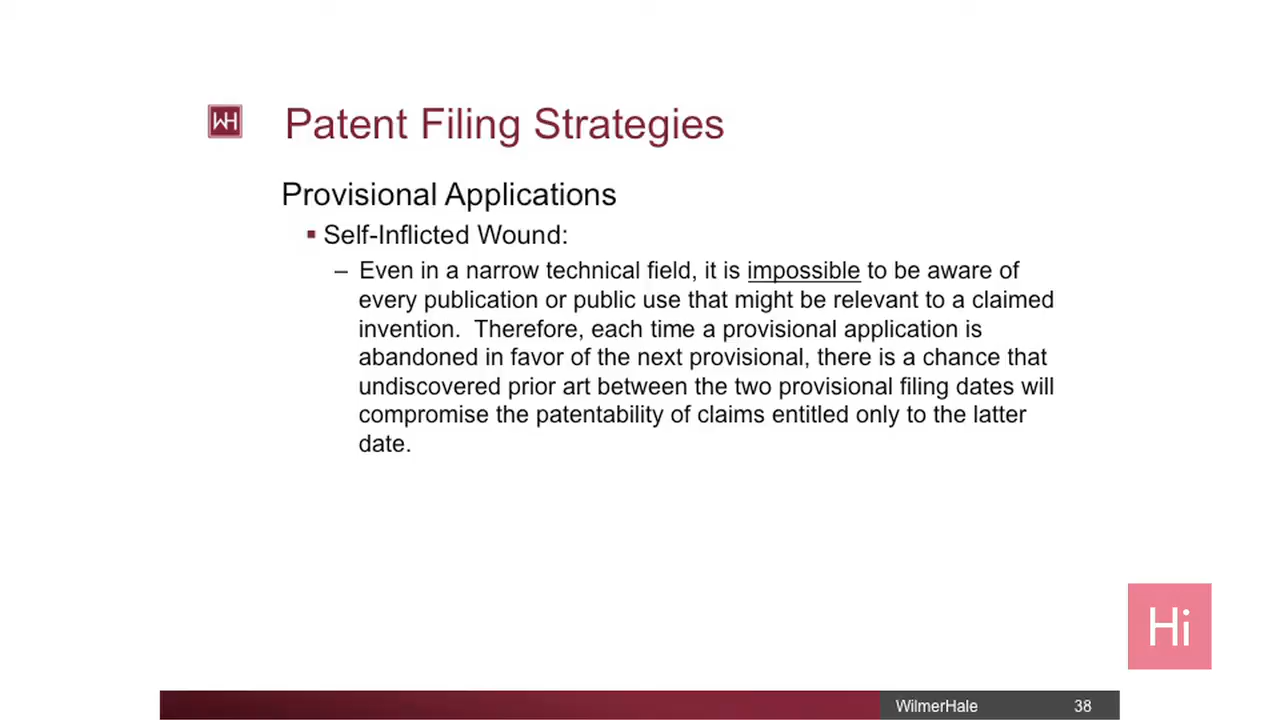 WH Patent Filing Strategies
Provisional Applications
▪ Self-Inflicted Wound:
– Even in a narrow technical field, it is impossible to be aware of
every publication or public use that might be relevant to a claimed
invention.  Therefore, each time a provisional application is
abandoned in favor of the next provisional, there is a chance that
undiscovered prior art between the two provisional filing dates will
compromise the patentability of claims entitled only to the latter
date.
Hi
WilmerHale 38